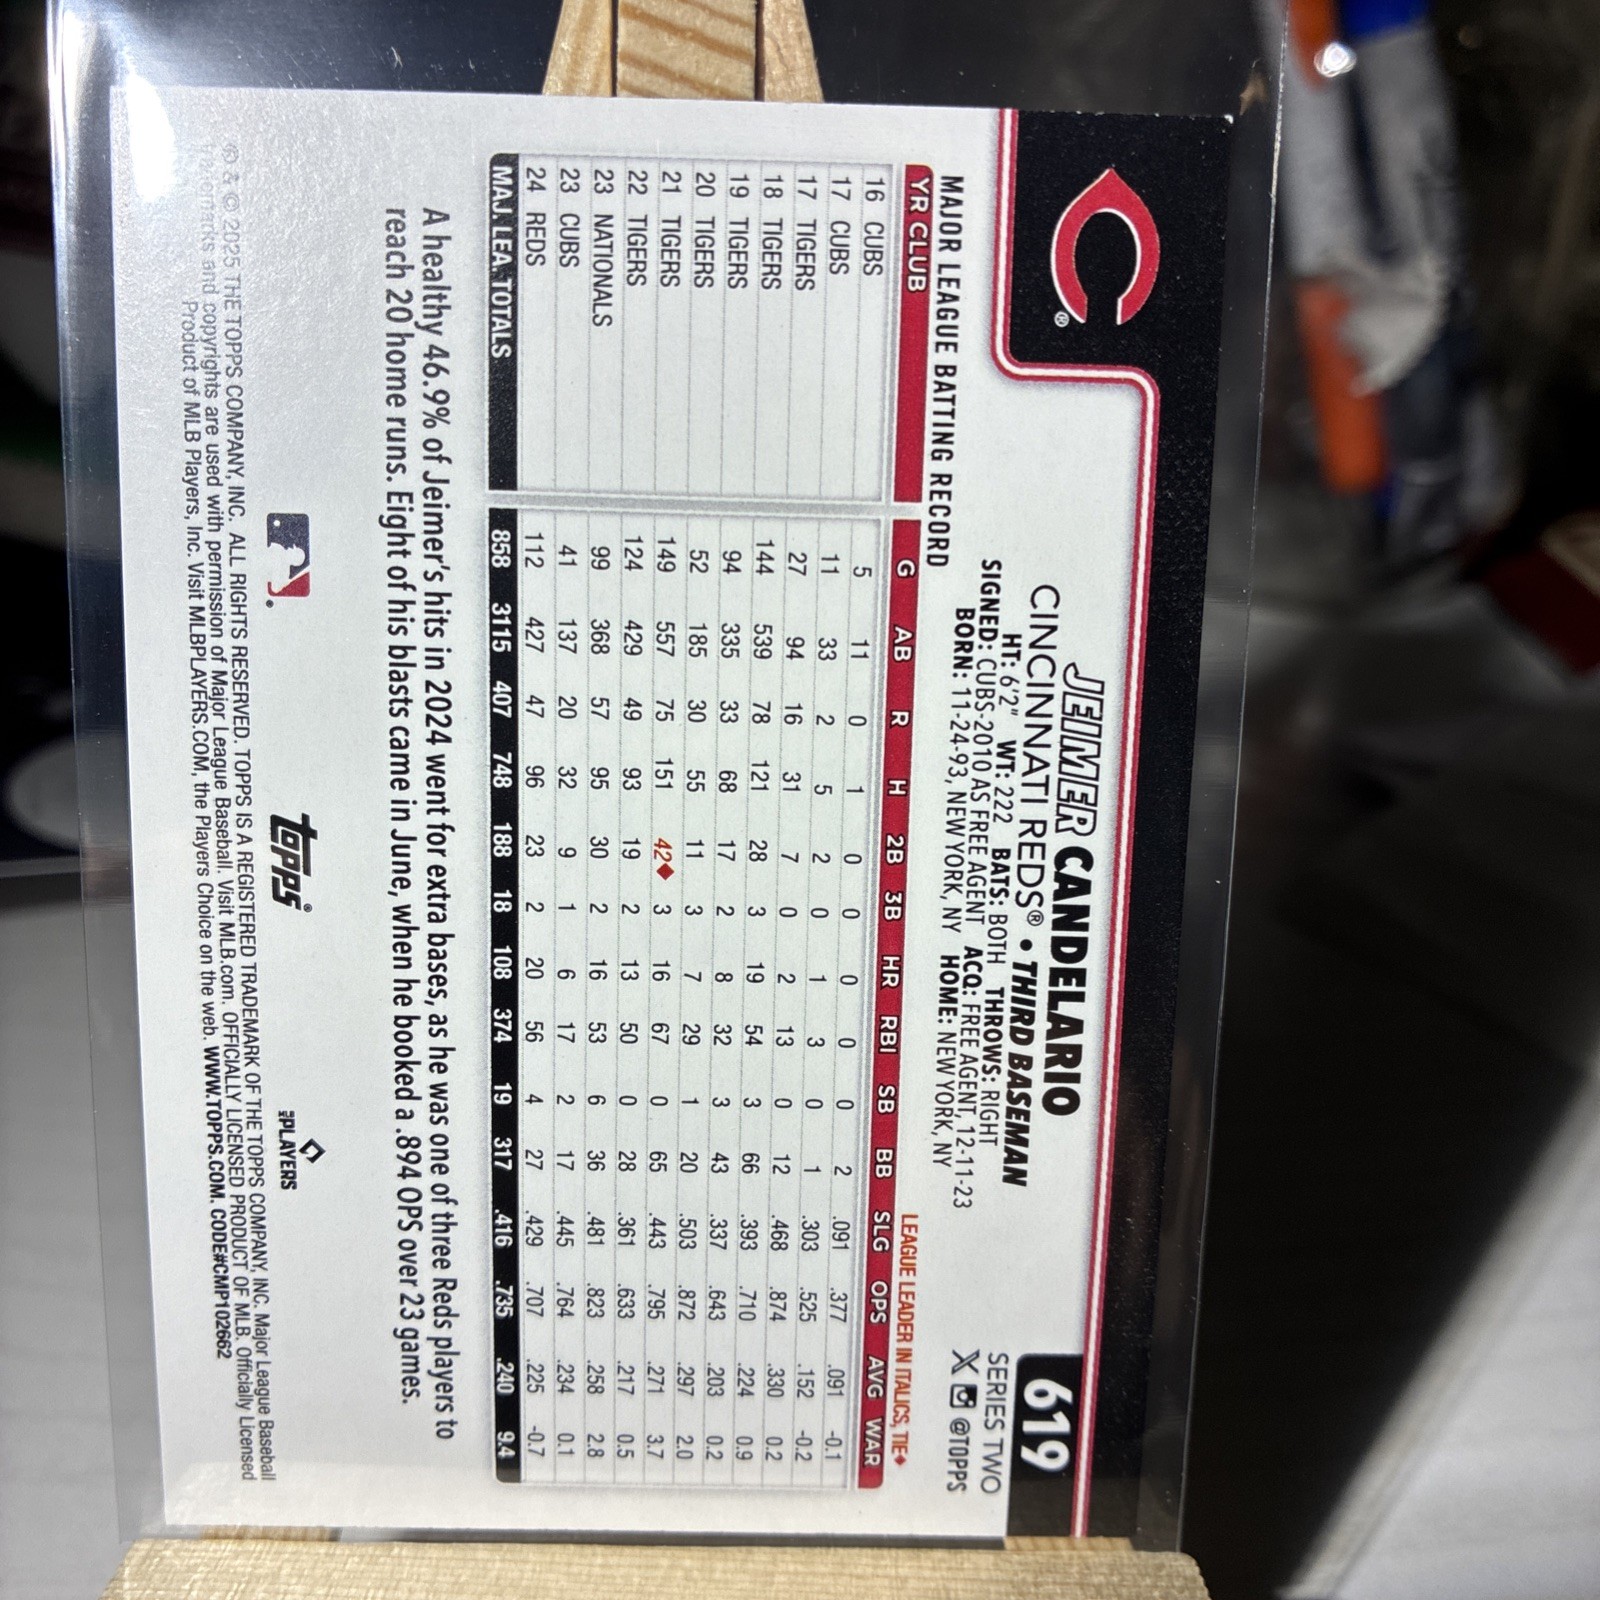 C®
619
JEIMER CANDELARIO
CINCINNATI REDS® • THIRD BASEMAN
SERIES TWO
HT: 6'2" WT: 222 BATS: BOTH THROWS: RIGHT
X @TOPPS
SIGNED: CUBS-2010 AS FREE AGENT ACQ: FREE AGENT, 12-11-23
BORN: 11-24-93, NEW YORK, NY HOME: NEW YORK, NY
MAJOR LEAGUE BATTING RECORD
LEAGUE LEADER IN ITALICS, TIE♦
YR CLUB G AB R H 2B 3B HR RBI SB BB SLG OPS AVG WAR
16 CUBS 5 11 0 1 0 0 0 0 0 2 .091 .377 .091 -0.1
17 CUBS 11 33 2 5 2 0 1 3 0 1 .303 .525 .152 -0.2
17 TIGERS 27 94 16 31 7 0 2 13 0 12 .468 .874 .330 0.2
18 TIGERS 144 539 78 121 28 3 19 54 3 66 .393 .710 .224 0.9
19 TIGERS 94 335 33 68 17 2 8 32 3 43 .337 .643 .203 0.2
20 TIGERS 52 185 30 55 11 3 7 29 1 20 .503 .872 .297 2.0
21 TIGERS 149 557 75 151 42♦ 3 16 67 0 65 .443 .795 .271 3.7
22 TIGERS 124 429 49 93 19 2 13 50 0 28 .361 .633 .217 0.5
23 NATIONALS 99 368 57 95 30 2 16 53 6 36 .481 .823 .258 2.8
23 CUBS 41 137 20 32 9 1 6 17 2 17 .445 .764 .234 0.1
24 REDS 112 427 47 96 23 2 20 56 4 27 .429 .707 .225 -0.7
MAJ. LEA. TOTALS 858 3115 407 748 188 18 108 374 19 317 .416 .735 .240 9.4
A healthy 46.9% of Jeimer's hits in 2024 went for extra bases, as he was one of three Reds players to
reach 20 home runs. Eight of his blasts came in June, when he booked a .894 OPS over 23 games.
topps®
MLB PLAYERS
® & © 2025 THE TOPPS COMPANY, INC. ALL RIGHTS RESERVED. TOPPS IS A REGISTERED TRADEMARK OF THE TOPPS COMPANY, INC. Major League Baseball
trademarks and copyrights are used with permission of Major League Baseball. Visit MLB.com. OFFICIALLY LICENSED PRODUCT OF MLB. Officially Licensed
Product of MLB Players, Inc. Visit MLBPLAYERS.COM, the Players Choice on the web. WWW.TOPPS.COM. CODE#CMP102662